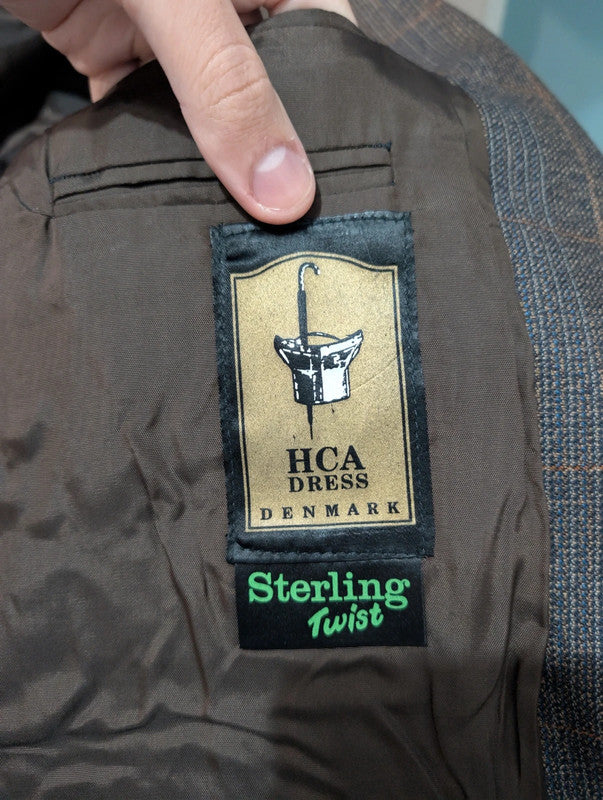 HCA
DRESS
DENMARK
Sterling
Twist